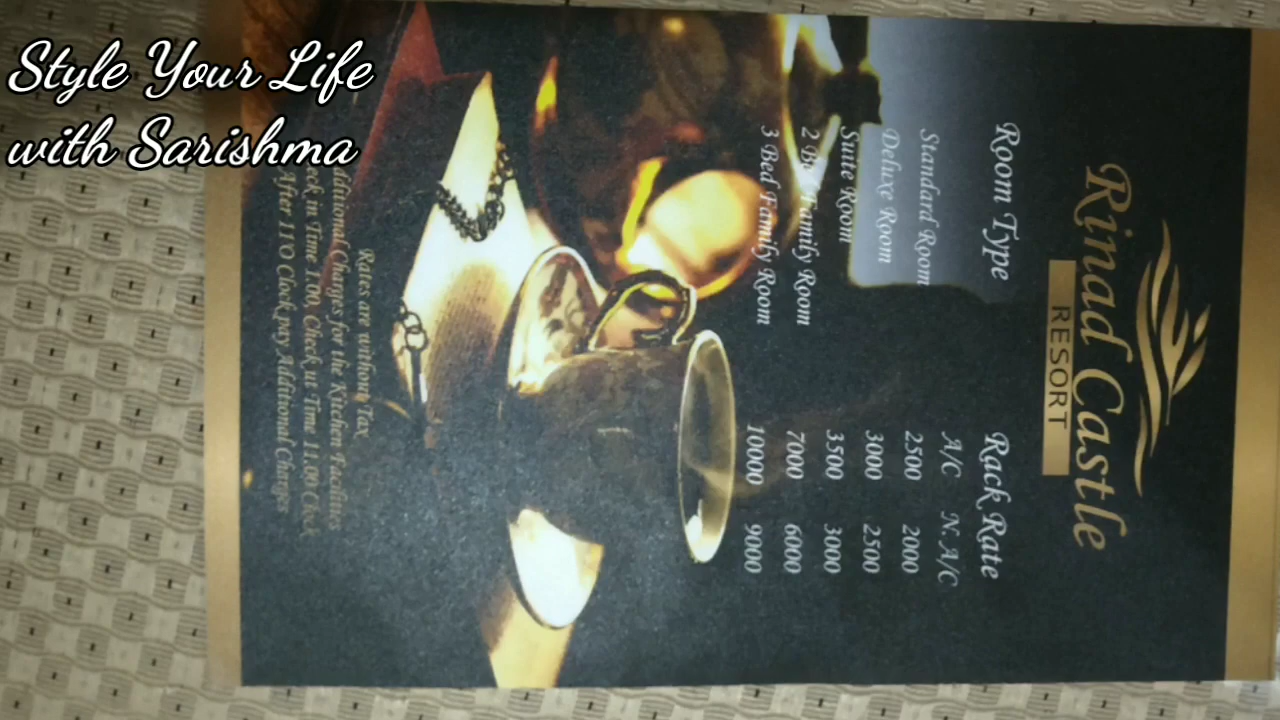 Style Your Life
with Sarishma
Rinad Castle
RESORT
Room Type Rack Rate
A/C N.A/C
Standard Room 2500 2000
Deluxe Room 3000 2500
Suite Room 3500 3000
2 Bed Family Room 7000 6000
3 Bed Family Room 10000 9000
Rates are without Tax
dditional Charges for the Kitchen Facilities
eck in Time 1.00, Check ut Time 11.00 Clock
After 11'O Clock pay Additional Charges